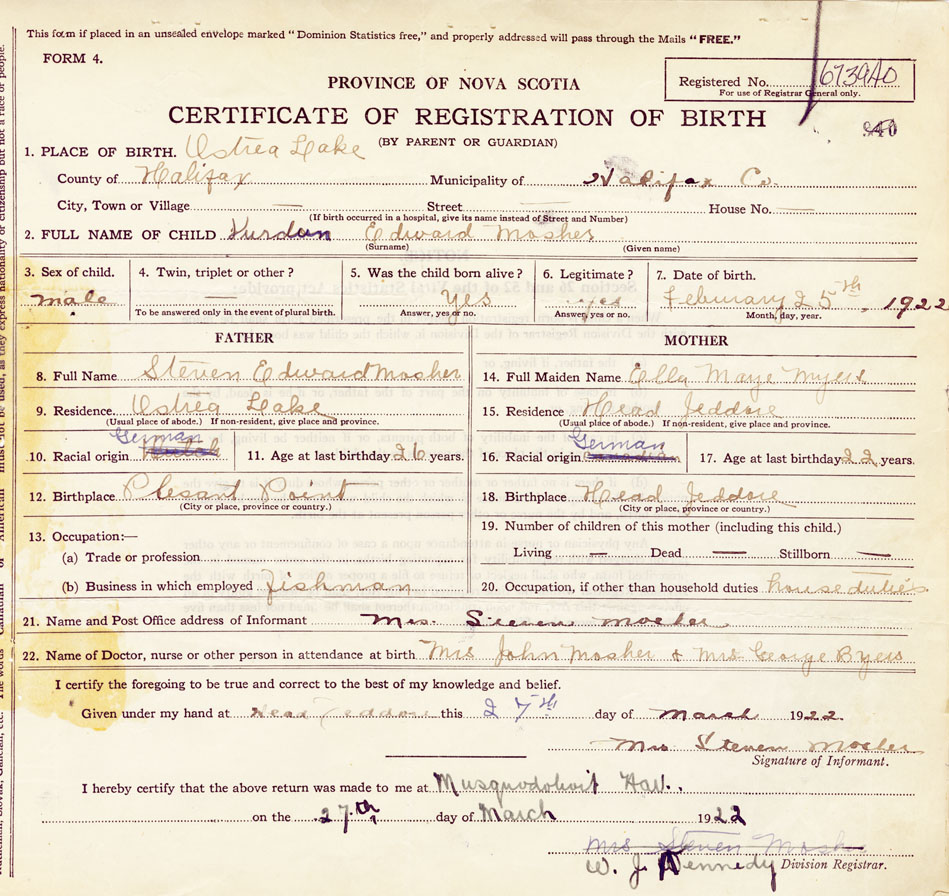 This form if placed in an unsealed envelope marked "Dominion Statistics free," and properly addressed will pass through the Mails "FREE."
FORM 4.
PROVINCE OF NOVA SCOTIA
Registered No. 673940
For use of Registrar General only.
CERTIFICATE OF REGISTRATION OF BIRTH
940
(BY PARENT OR GUARDIAN)
1. PLACE OF BIRTH. Ostrea Lake
County of Halifax Municipality of Halifax Co.
City, Town or Village — Street — House No. —
(If birth occurred in a hospital, give its name instead of Street and Number)
2. FULL NAME OF CHILD Vurdun Edward Mosher
(Surname) (Given name)
3. Sex of child. 4. Twin, triplet or other? 5. Was the child born alive? 6. Legitimate? 7. Date of birth.
male — Yes yes Feburary 25th, 1922
To be answered only in the event of plural birth. Answer, yes or no. Answer, yes or no. Month, day, year.
FATHER MOTHER
8. Full Name Steven Edward Mosher 14. Full Maiden Name Ella Maye Myers
9. Residence Ostrea Lake 15. Residence Head Jeddore
(Usual place of abode.) If non-resident, give place and province. (Usual place of abode.) If non-resident, give place and province.
German German
10. Racial origin 11. Age at last birthday 26 years. 16. Racial origin Canadian 17. Age at last birthday 22 years.
12. Birthplace Plesant Point 18. Birthplace Head Jeddore
(City or place, province or country.) (City or place, province or country.)
19. Number of children of this mother (including this child.)
13. Occupation:—
(a) Trade or profession Living — Dead — Stillborn —
(b) Business in which employed fishman 20. Occupation, if other than household duties house dutie's
21. Name and Post Office address of Informant Mrs. Steven Mosher
22. Name of Doctor, nurse or other person in attendance at birth Mrs John Mosher & Mrs George Byers
I certify the foregoing to be true and correct to the best of my knowledge and belief.
Given under my hand at Head Jeddore this 27th day of March 1922.
Mrs Steven Mosher
Signature of Informant.
I hereby certify that the above return was made to me at Musquodoboit Har.
on the 27th day of March 1922
Mrs Steven Mosher
W. J. Kennedy Division Registrar.